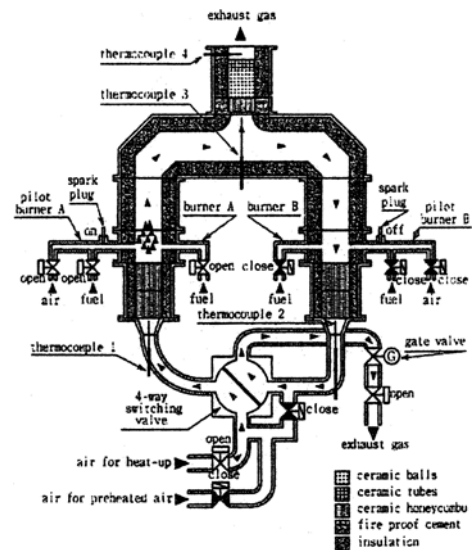 exhaust gas
thermocouple 4
thermocouple 3
spark
plug
pilot
burner A
on
burner A
burner B
spark
plug
pilot
burner B
off
open
open
air
fuel
open
fuel
close
fuel
close
close
fuel
air
thermocouple 2
thermocouple 1
4-way
switching
valve
gate valve
G
open
close
exhaust gas
open
air for heat-up
close
air for preheated air
ceramic balls
ceramic tubes
ceramic honeycombu
fire proof cement
insulation